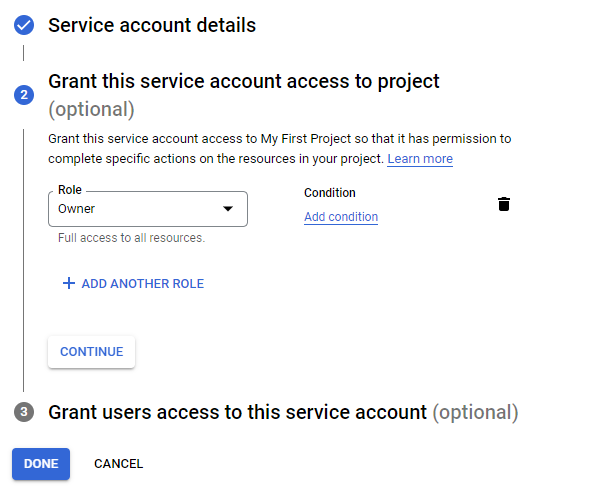 Service account details
2
Grant this service account access to project
(optional)
Grant this service account access to My First Project so that it has permission to
complete specific actions on the resources in your project. Learn more
Role
Owner
Full access to all resources.
Condition
Add condition
ADD ANOTHER ROLE
CONTINUE
3 Grant users access to this service account (optional)
DONE CANCEL